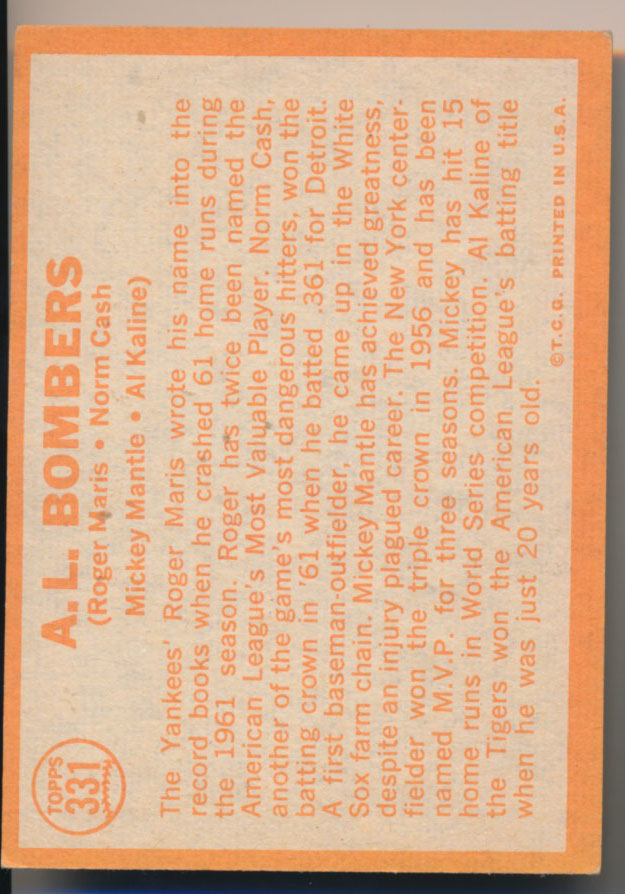 TOPPS
331
A.L. BOMBERS
(Roger Maris • Norm Cash
Mickey Mantle • Al Kaline)
The Yankees' Roger Maris wrote his name into the
record books when he crashed 61 home runs during
the 1961 season. Roger has twice been named the
American League's Most Valuable Player. Norm Cash,
another of the game's most dangerous hitters, won the
batting crown in '61 when he batted .361 for Detroit.
A first baseman-outfielder, he came up in the White
Sox farm chain. Mickey Mantle has achieved greatness,
despite an injury plagued career. The New York center-
fielder won the triple crown in 1956 and has been
named M.V.P. for three seasons. Mickey has hit 15
home runs in World Series competition. Al Kaline of
the Tigers won the American League's batting title
when he was just 20 years old.
©T.C.G. PRINTED IN U.S.A.